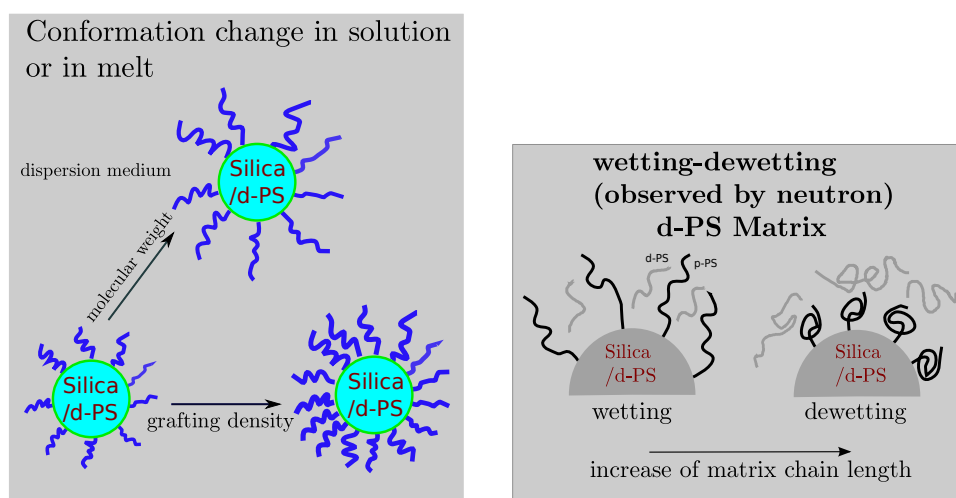 Conformation change in solution
or in melt
dispersion medium
Silica
/d-PS
molecular weight
Silica
/d-PS
grafting density
Silica
/d-PS
wetting-dewetting
(observed by neutron)
d-PS Matrix
d-PS
p-PS
Silica
/d-PS
wetting
Silica
/d-PS
dewetting
increase of matrix chain length